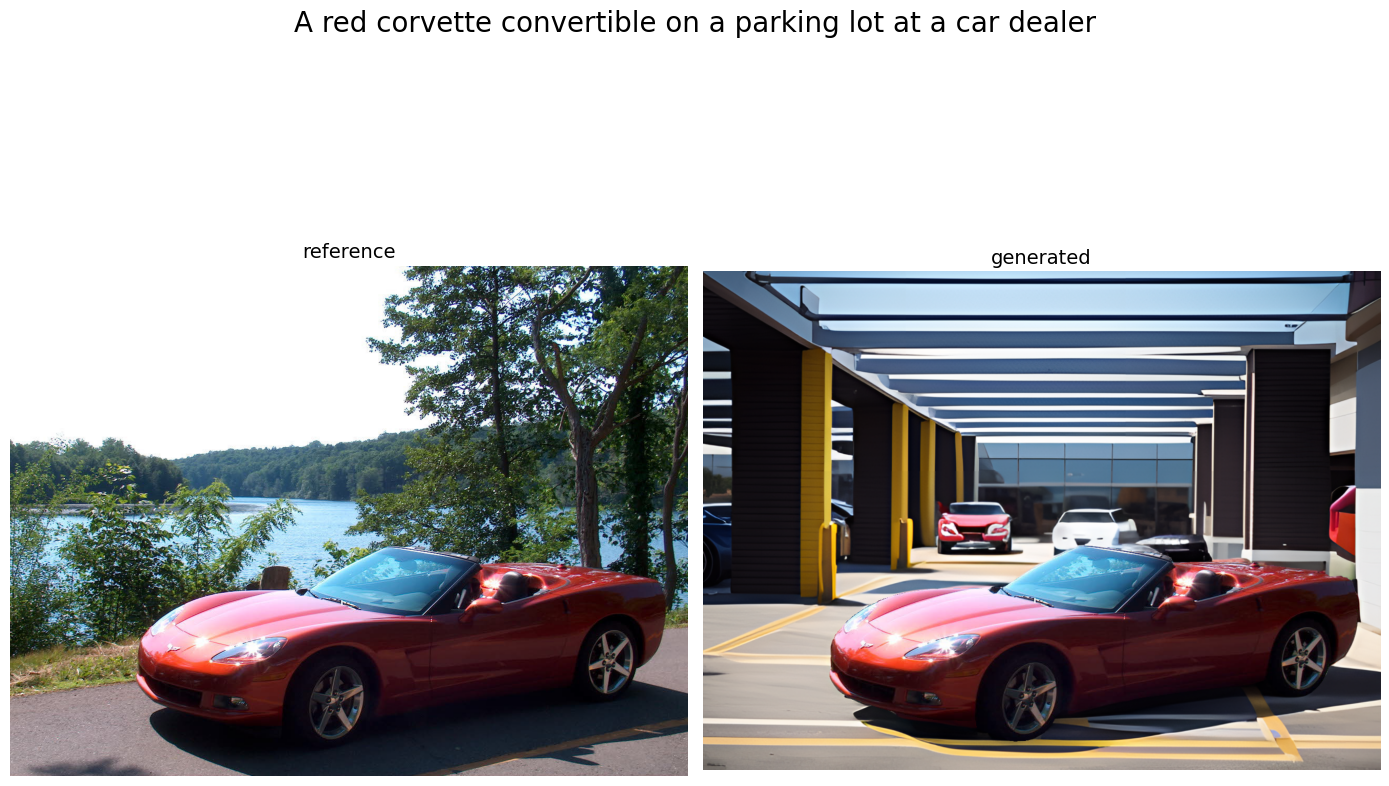 A red corvette convertible on a parking lot at a car dealer
reference
generated